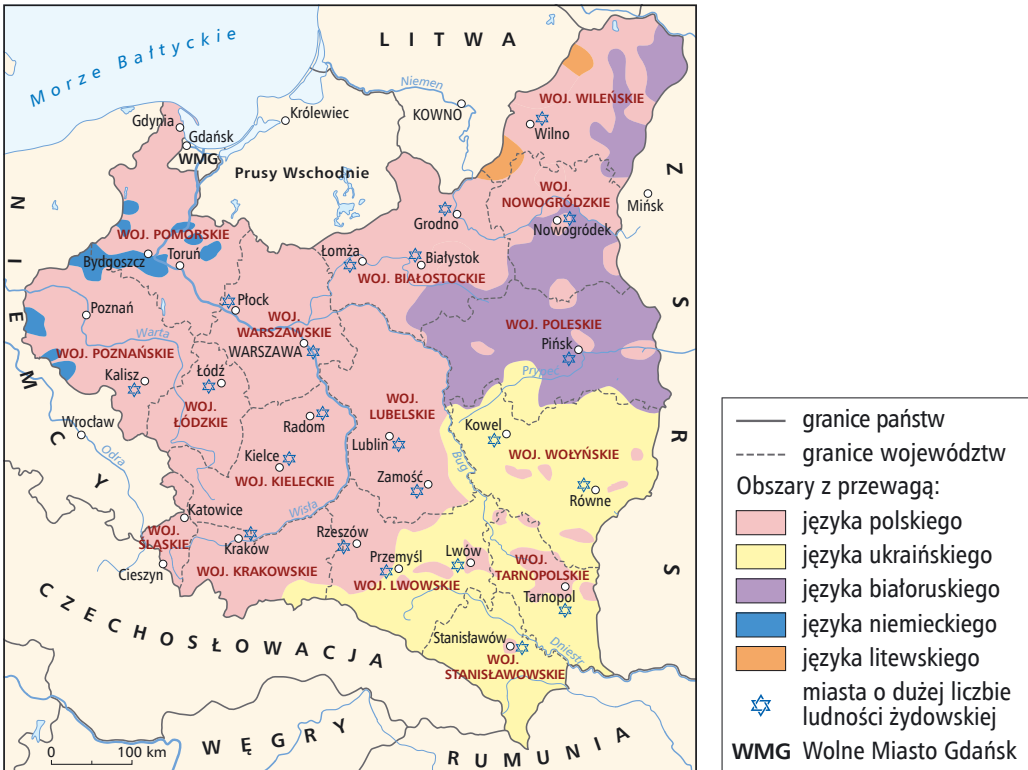 Morze Bałtyckie
LITWA
Niemen
KOWNO
Królewiec
Gdynia
Gdańsk
WMG
Prusy Wschodnie
WOJ. WILEŃSKIE
Wilno
Mińsk
WOJ.
NOWOGRÓDZKIE
Nowogródek
Grodno
NIEMCY
ZSRS
WOJ. POMORSKIE
Bydgoszcz
Toruń
Łomża
Białystok
WOJ. BIAŁOSTOCKIE
Płock
Poznań
WOJ.
WARSZAWSKIE
WARSZAWA
WOJ. POLESKIE
Pińsk
Prypeć
Warta
WOJ. POZNAŃSKIE
Kalisz
Łódź
WOJ.
ŁÓDZKIE
WOJ.
LUBELSKIE
Radom
Lublin
Wrocław
Odra
Kielce
WOJ. KIELECKIE
Zamość
Bug
Kowel
WOJ. WOŁYŃSKIE
Równe
Katowice
WOJ.
ŚLĄSKIE
Cieszyn
Wisła
Kraków
WOJ. KRAKOWSKIE
Rzeszów
Przemyśl
Lwów
WOJ. LWOWSKIE
WOJ.
TARNOPOLSKIE
Tarnopol
Stanisławów
WOJ.
STANISŁAWOWSKIE
Dniestr
CZECHOSŁOWACJA
WĘGRY
RUMUNIA
0 100 km
granice państw
granice województw
Obszary z przewagą:
języka polskiego
języka ukraińskiego
języka białoruskiego
języka niemieckiego
języka litewskiego
miasta o dużej liczbie
ludności żydowskiej
WMG Wolne Miasto Gdańsk